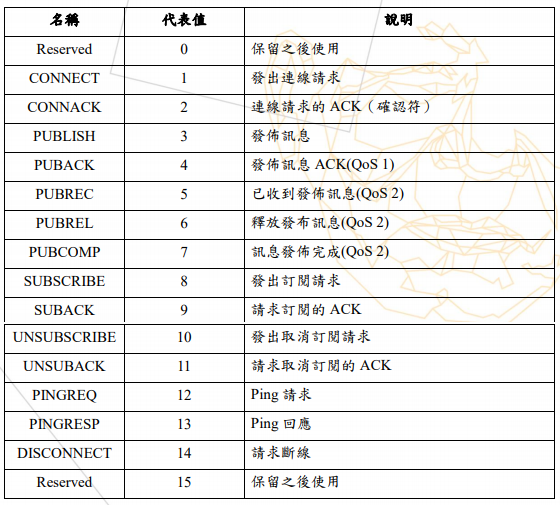 名稱 代表值 說明
Reserved 0 保留之後使用
CONNECT 1 發出連線請求
CONNACK 2 連線請求的 ACK（確認符）
PUBLISH 3 發佈訊息
PUBACK 4 發佈訊息 ACK(QoS 1)
PUBREC 5 已收到發佈訊息(QoS 2)
PUBREL 6 釋放發布訊息(QoS 2)
PUBCOMP 7 訊息發佈完成(QoS 2)
SUBSCRIBE 8 發出訂閱請求
SUBACK 9 請求訂閱的 ACK
UNSUBSCRIBE 10 發出取消訂閱請求
UNSUBACK 11 請求取消訂閱的 ACK
PINGREQ 12 Ping 請求
PINGRESP 13 Ping 回應
DISCONNECT 14 請求斷線
Reserved 15 保留之後使用